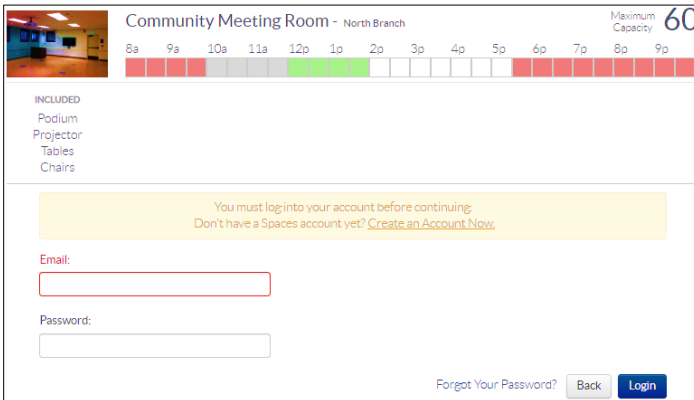 Community Meeting Room - North Branch
Maximum Capacity 60
8a 9a 10a 11a 12p 1p 2p 3p 4p 5p 6p 7p 8p 9p
INCLUDED
Podium
Projector
Tables
Chairs
You must log into your account before continuing.
Don't have a Spaces account yet? Create an Account Now.
Email:
Password:
Forgot Your Password? Back Login